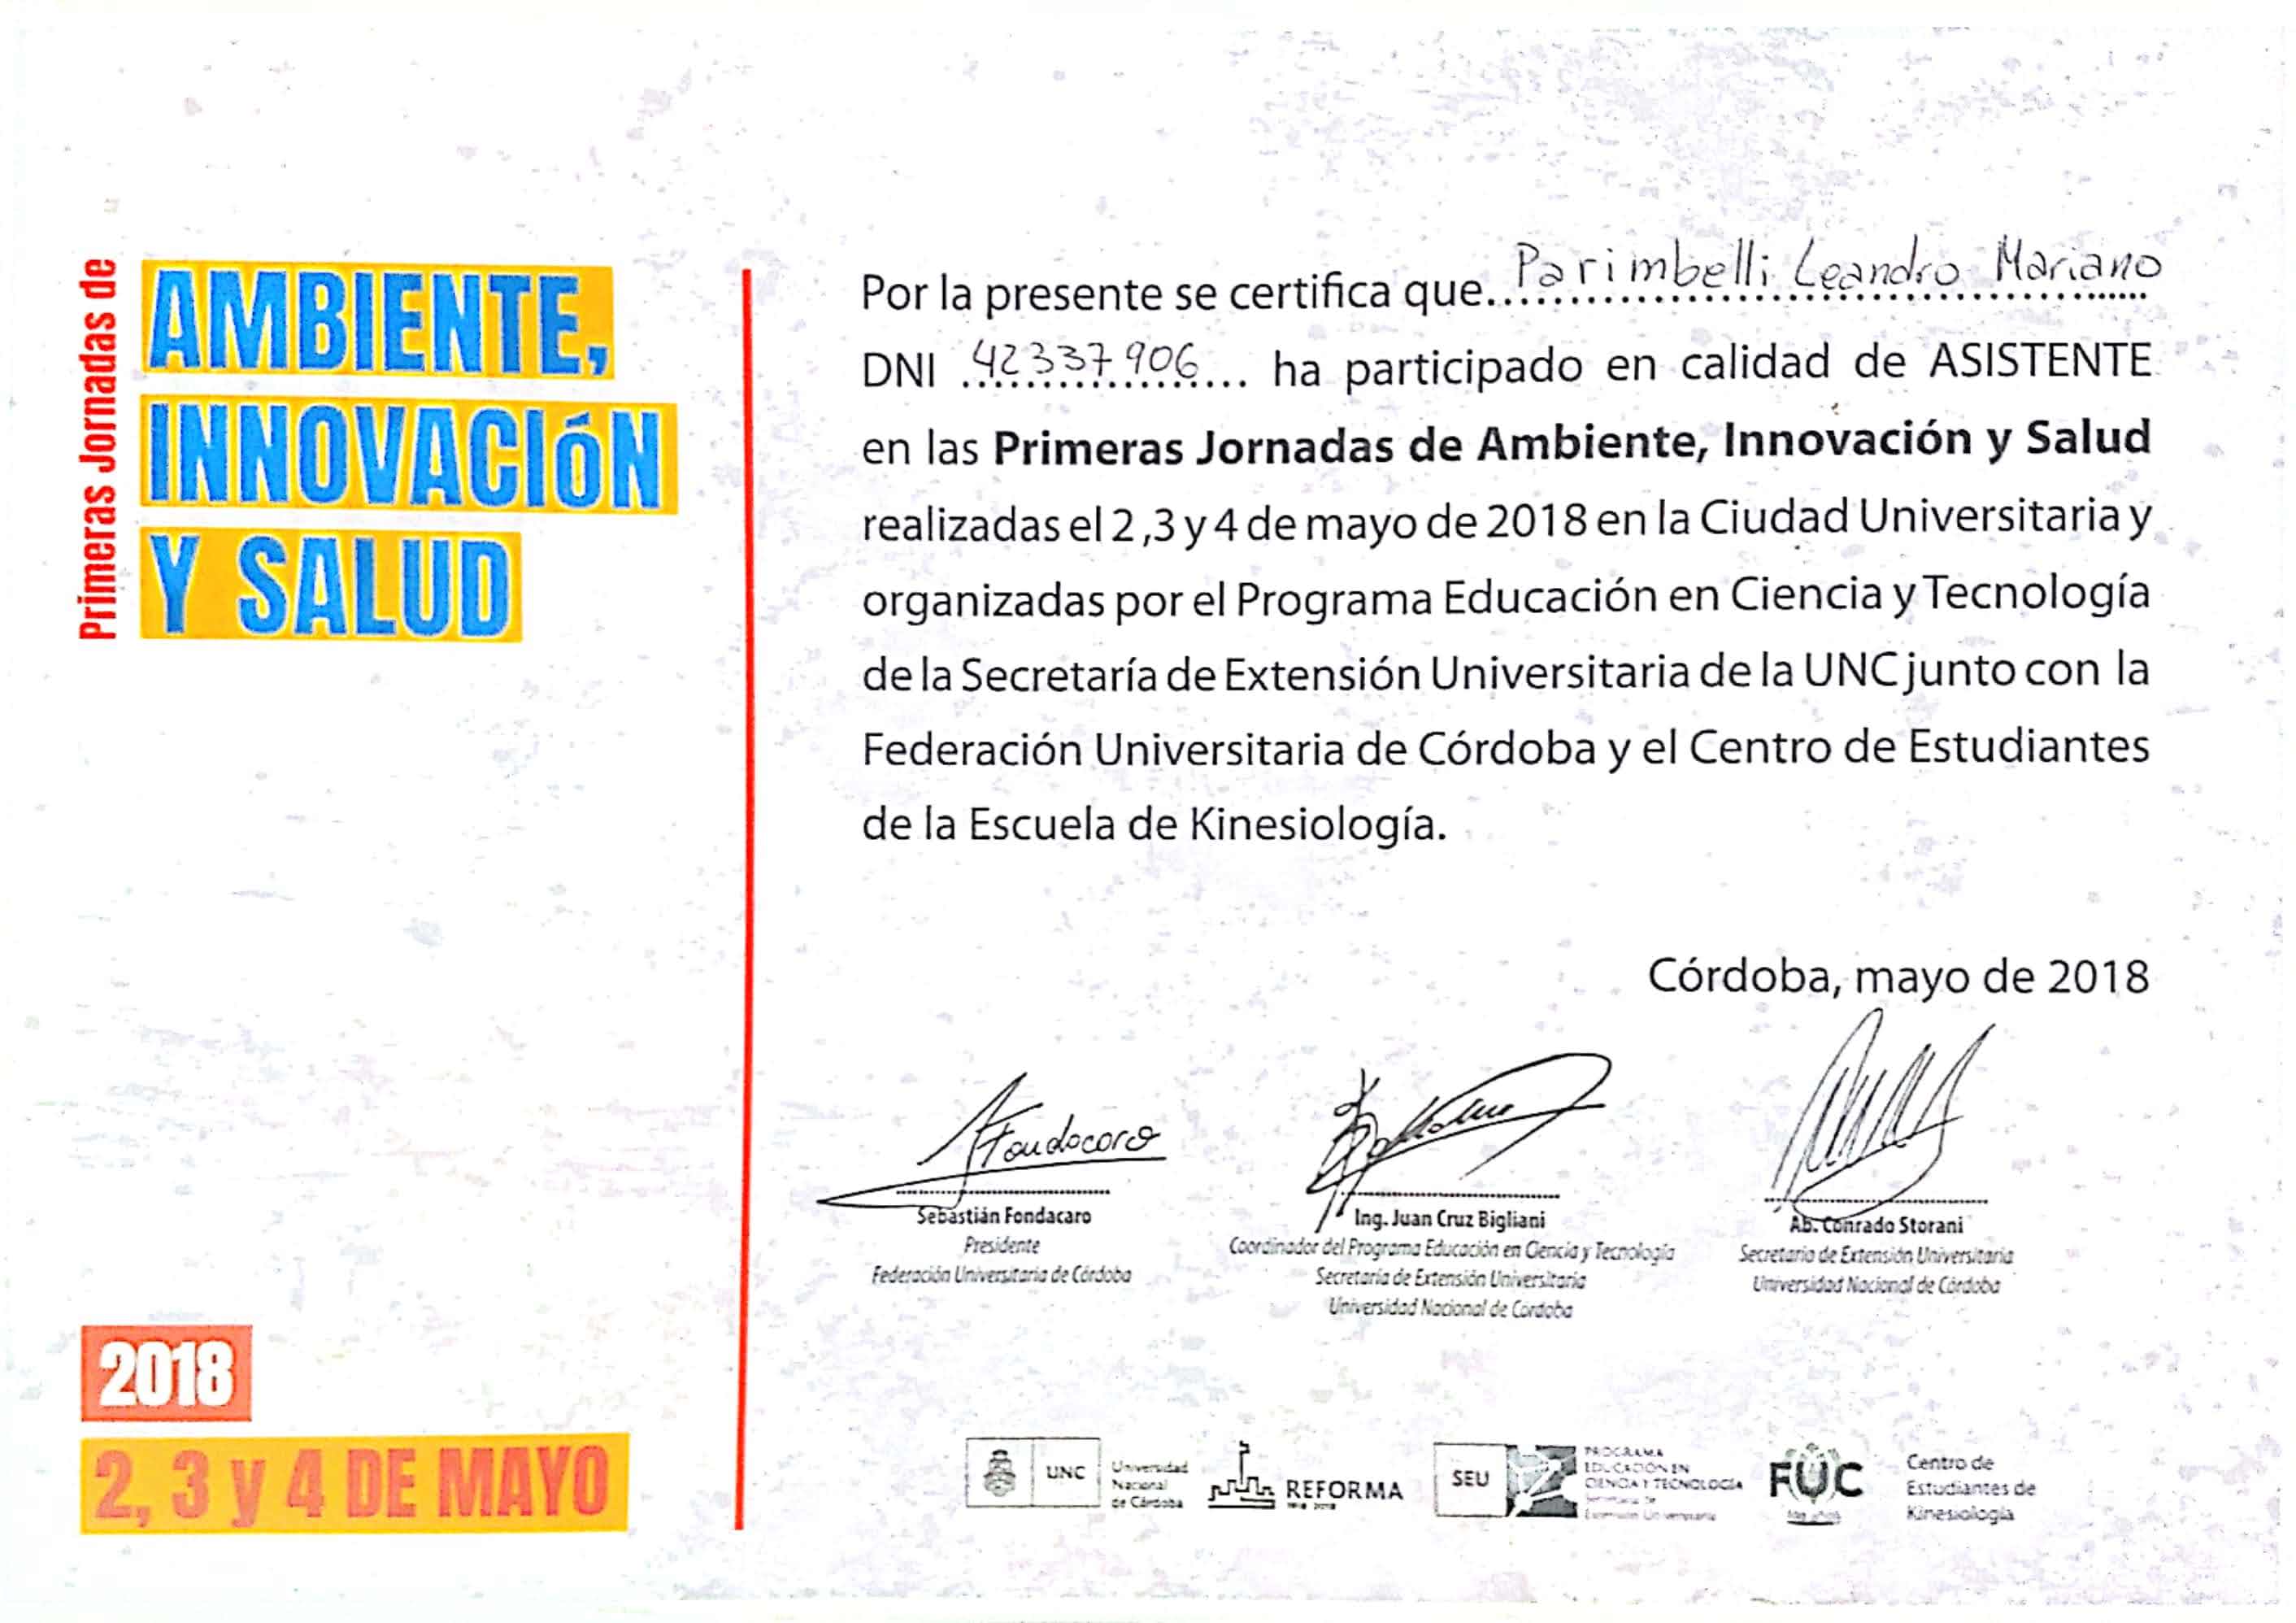 Primeras Jornadas de
AMBIENTE,
INNOVACIÓN
Y SALUD
2018
2, 3 y 4 DE MAYO
Por la presente se certifica que Parimbelli Leandro Mariano
DNI 42337906 ha participado en calidad de ASISTENTE
en las Primeras Jornadas de Ambiente, Innovación y Salud
realizadas el 2 ,3 y 4 de mayo de 2018 en la Ciudad Universitaria y
organizadas por el Programa Educación en Ciencia y Tecnología
de la Secretaría de Extensión Universitaria de la UNC junto con la
Federación Universitaria de Córdoba y el Centro de Estudiantes
de la Escuela de Kinesiología.
Córdoba, mayo de 2018
Fondacaro
Sebastián Fondacaro
Presidente
Federación Universitaria de Córdoba
Ing. Juan Cruz Bigliani
Coordinador del Programa Educación en Ciencia y Tecnología
Secretaría de Extensión Universitaria
Universidad Nacional de Córdoba
Ab. Conrado Storani
Secretario de Extensión Universitaria
Universidad Nacional de Córdoba
UNC
Universidad
Nacional
de Córdoba
REFORMA
1918 2018
SEU
PROGRAMA
EDUCACIÓN EN
CIENCIA Y TECNOLOGÍA
Secretaría de
Extensión Universitaria
FUC
100 años
Centro de
Estudiantes de
Kinesiología